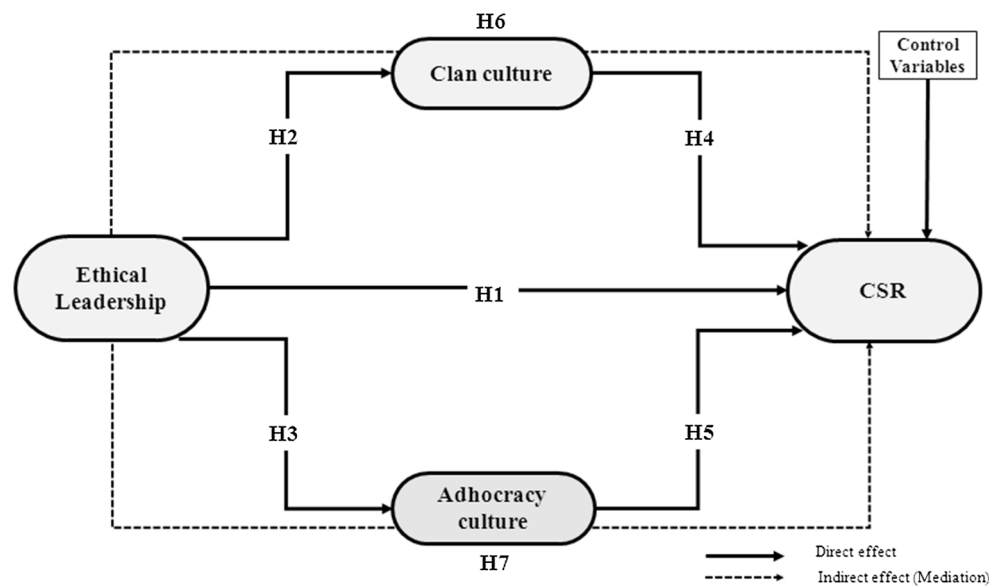 H6
Clan culture
Control
Variables
H2
H4
Ethical
Leadership
H1
CSR
H3
H5
Adhocracy
culture
H7
Direct effect
Indirect effect (Mediation)